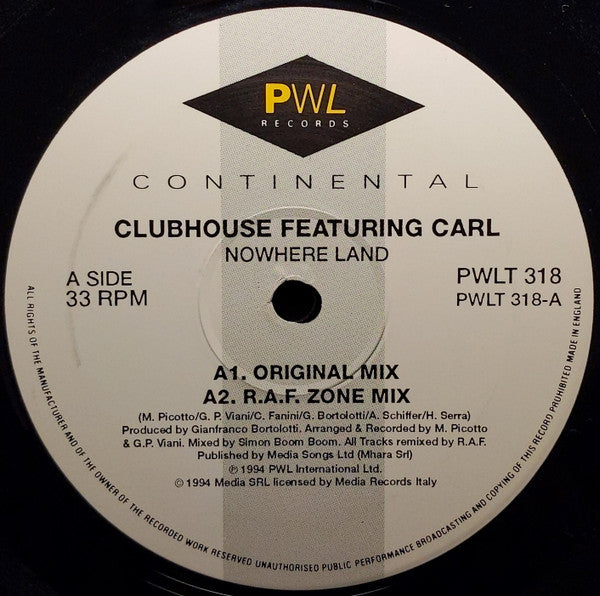 PWL
RECORDS
CONTINENTAL
CLUBHOUSE FEATURING CARL
NOWHERE LAND
A SIDE
33 RPM
PWLT 318
PWLT 318-A
A1. ORIGINAL MIX
A2. R.A.F. ZONE MIX
(M. Picotto/G. P. Viani/C. Fanini/G. Bortolotti/A. Schiffer/H. Serra)
Produced by Gianfranco Bortolotti. Arranged & Recorded by M. Picotto
& G.P. Viani. Mixed by Simon Boom Boom. All Tracks remixed by R.A.F.
Published by Media Songs Ltd (Mhara Srl)
℗ 1994 PWL International Ltd.
© 1994 Media SRL licensed by Media Records Italy
ALL RIGHTS OF THE MANUFACTURER AND OF THE OWNER OF THE RECORDED WORK RESERVED UNAUTHORISED PUBLIC PERFORMANCE BROADCASTING AND COPYING OF THIS RECORD PROHIBITED MADE IN ENGLAND